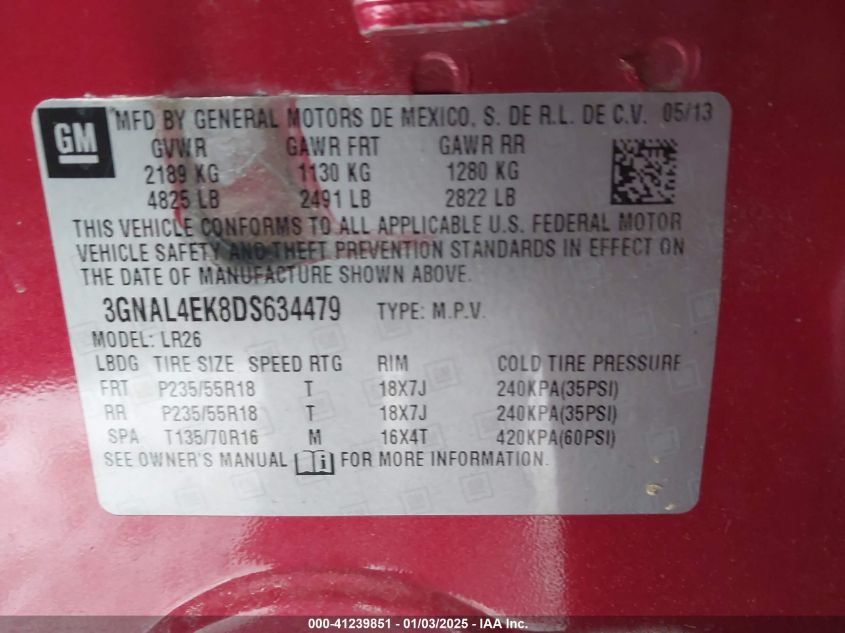 GM
MFD BY GENERAL MOTORS DE MEXICO, S. DE R.L. DE C.V. 05/13
GVWR GAWR FRT GAWR RR
2189 KG 1130 KG 1280 KG
4825 LB 2491 LB 2822 LB
THIS VEHICLE CONFORMS TO ALL APPLICABLE U.S. FEDERAL MOTOR
VEHICLE SAFETY AND THEFT PREVENTION STANDARDS IN EFFECT ON
THE DATE OF MANUFACTURE SHOWN ABOVE.
3GNAL4EK8DS634479 TYPE: M.P.V.
MODEL: LR26
LBDG TIRE SIZE SPEED RTG RIM COLD TIRE PRESSURE
FRT P235/55R18 T 18X7J 240KPA(35PSI)
RR P235/55R18 T 18X7J 240KPA(35PSI)
SPA T135/70R16 M 16X4T 420KPA(60PSI)
SEE OWNER'S MANUAL FOR MORE INFORMATION.
000-41239851 - 01/03/2025 - © IAA Inc.